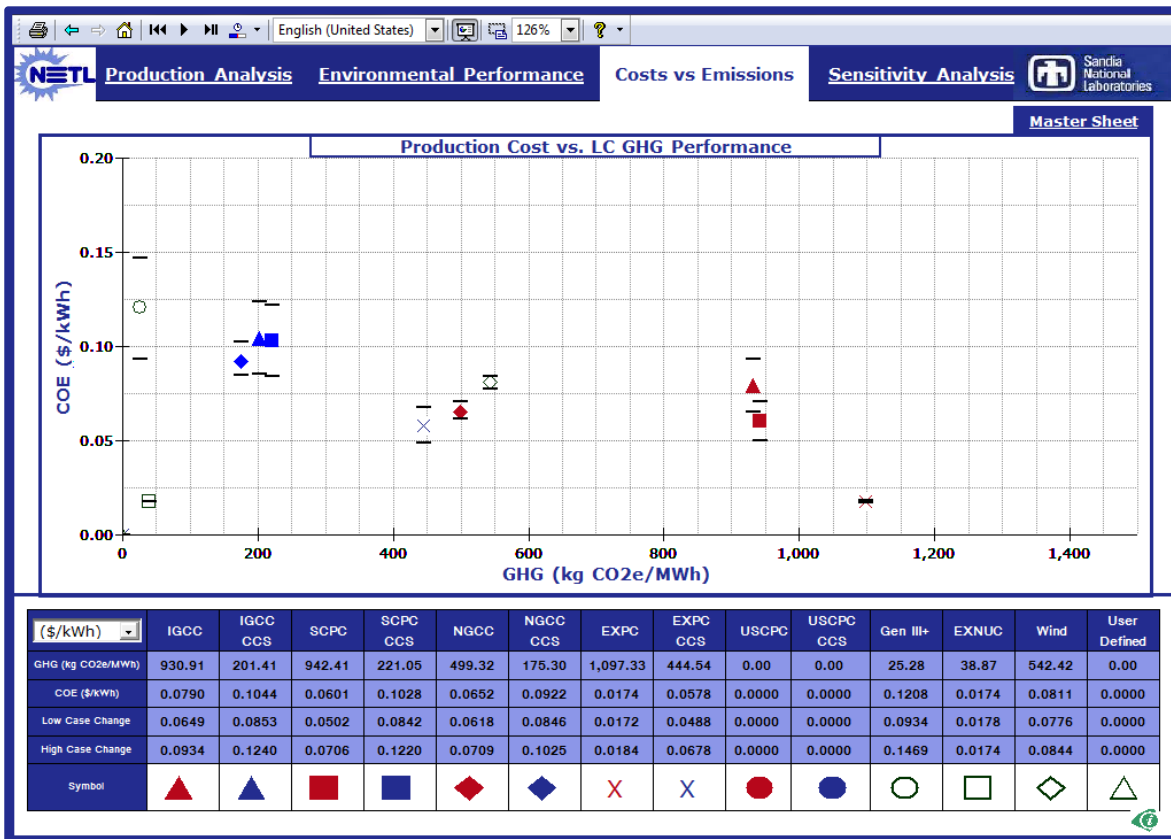 English (United States) 126% ?
NETL Production Analysis Environmental Performance Costs vs Emissions Sensitivity Analysis Sandia National Laboratories
Master Sheet
Production Cost vs. LC GHG Performance
0.20
0.15
0.10
0.05
0.00
COE ($/kWh)
0 200 400 600 800 1,000 1,200 1,400
GHG (kg CO2e/MWh)
($/kWh) IGCC IGCC CCS SCPC SCPC CCS NGCC NGCC CCS EXPC EXPC CCS USCPC USCPC CCS Gen III+ EXNUC Wind User Defined
GHG (kg CO2e/MWh) 930.91 201.41 942.41 221.05 499.32 175.30 1,097.33 444.54 0.00 0.00 25.28 38.87 542.42 0.00
COE ($/kWh) 0.0790 0.1044 0.0601 0.1028 0.0652 0.0922 0.0174 0.0578 0.0000 0.0000 0.1208 0.0174 0.0811 0.0000
Low Case Change 0.0649 0.0853 0.0502 0.0842 0.0618 0.0846 0.0172 0.0488 0.0000 0.0000 0.0934 0.0178 0.0776 0.0000
High Case Change 0.0934 0.1240 0.0706 0.1220 0.0709 0.1025 0.0184 0.0678 0.0000 0.0000 0.1469 0.0174 0.0844 0.0000
Symbol X X